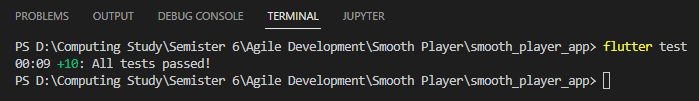 PROBLEMS OUTPUT DEBUG CONSOLE TERMINAL JUPYTER
PS D:\Computing Study\Semister 6\Agile Development\Smooth Player\smooth_player_app> flutter test
00:09 +10: All tests passed!
PS D:\Computing Study\Semister 6\Agile Development\Smooth Player\smooth_player_app>